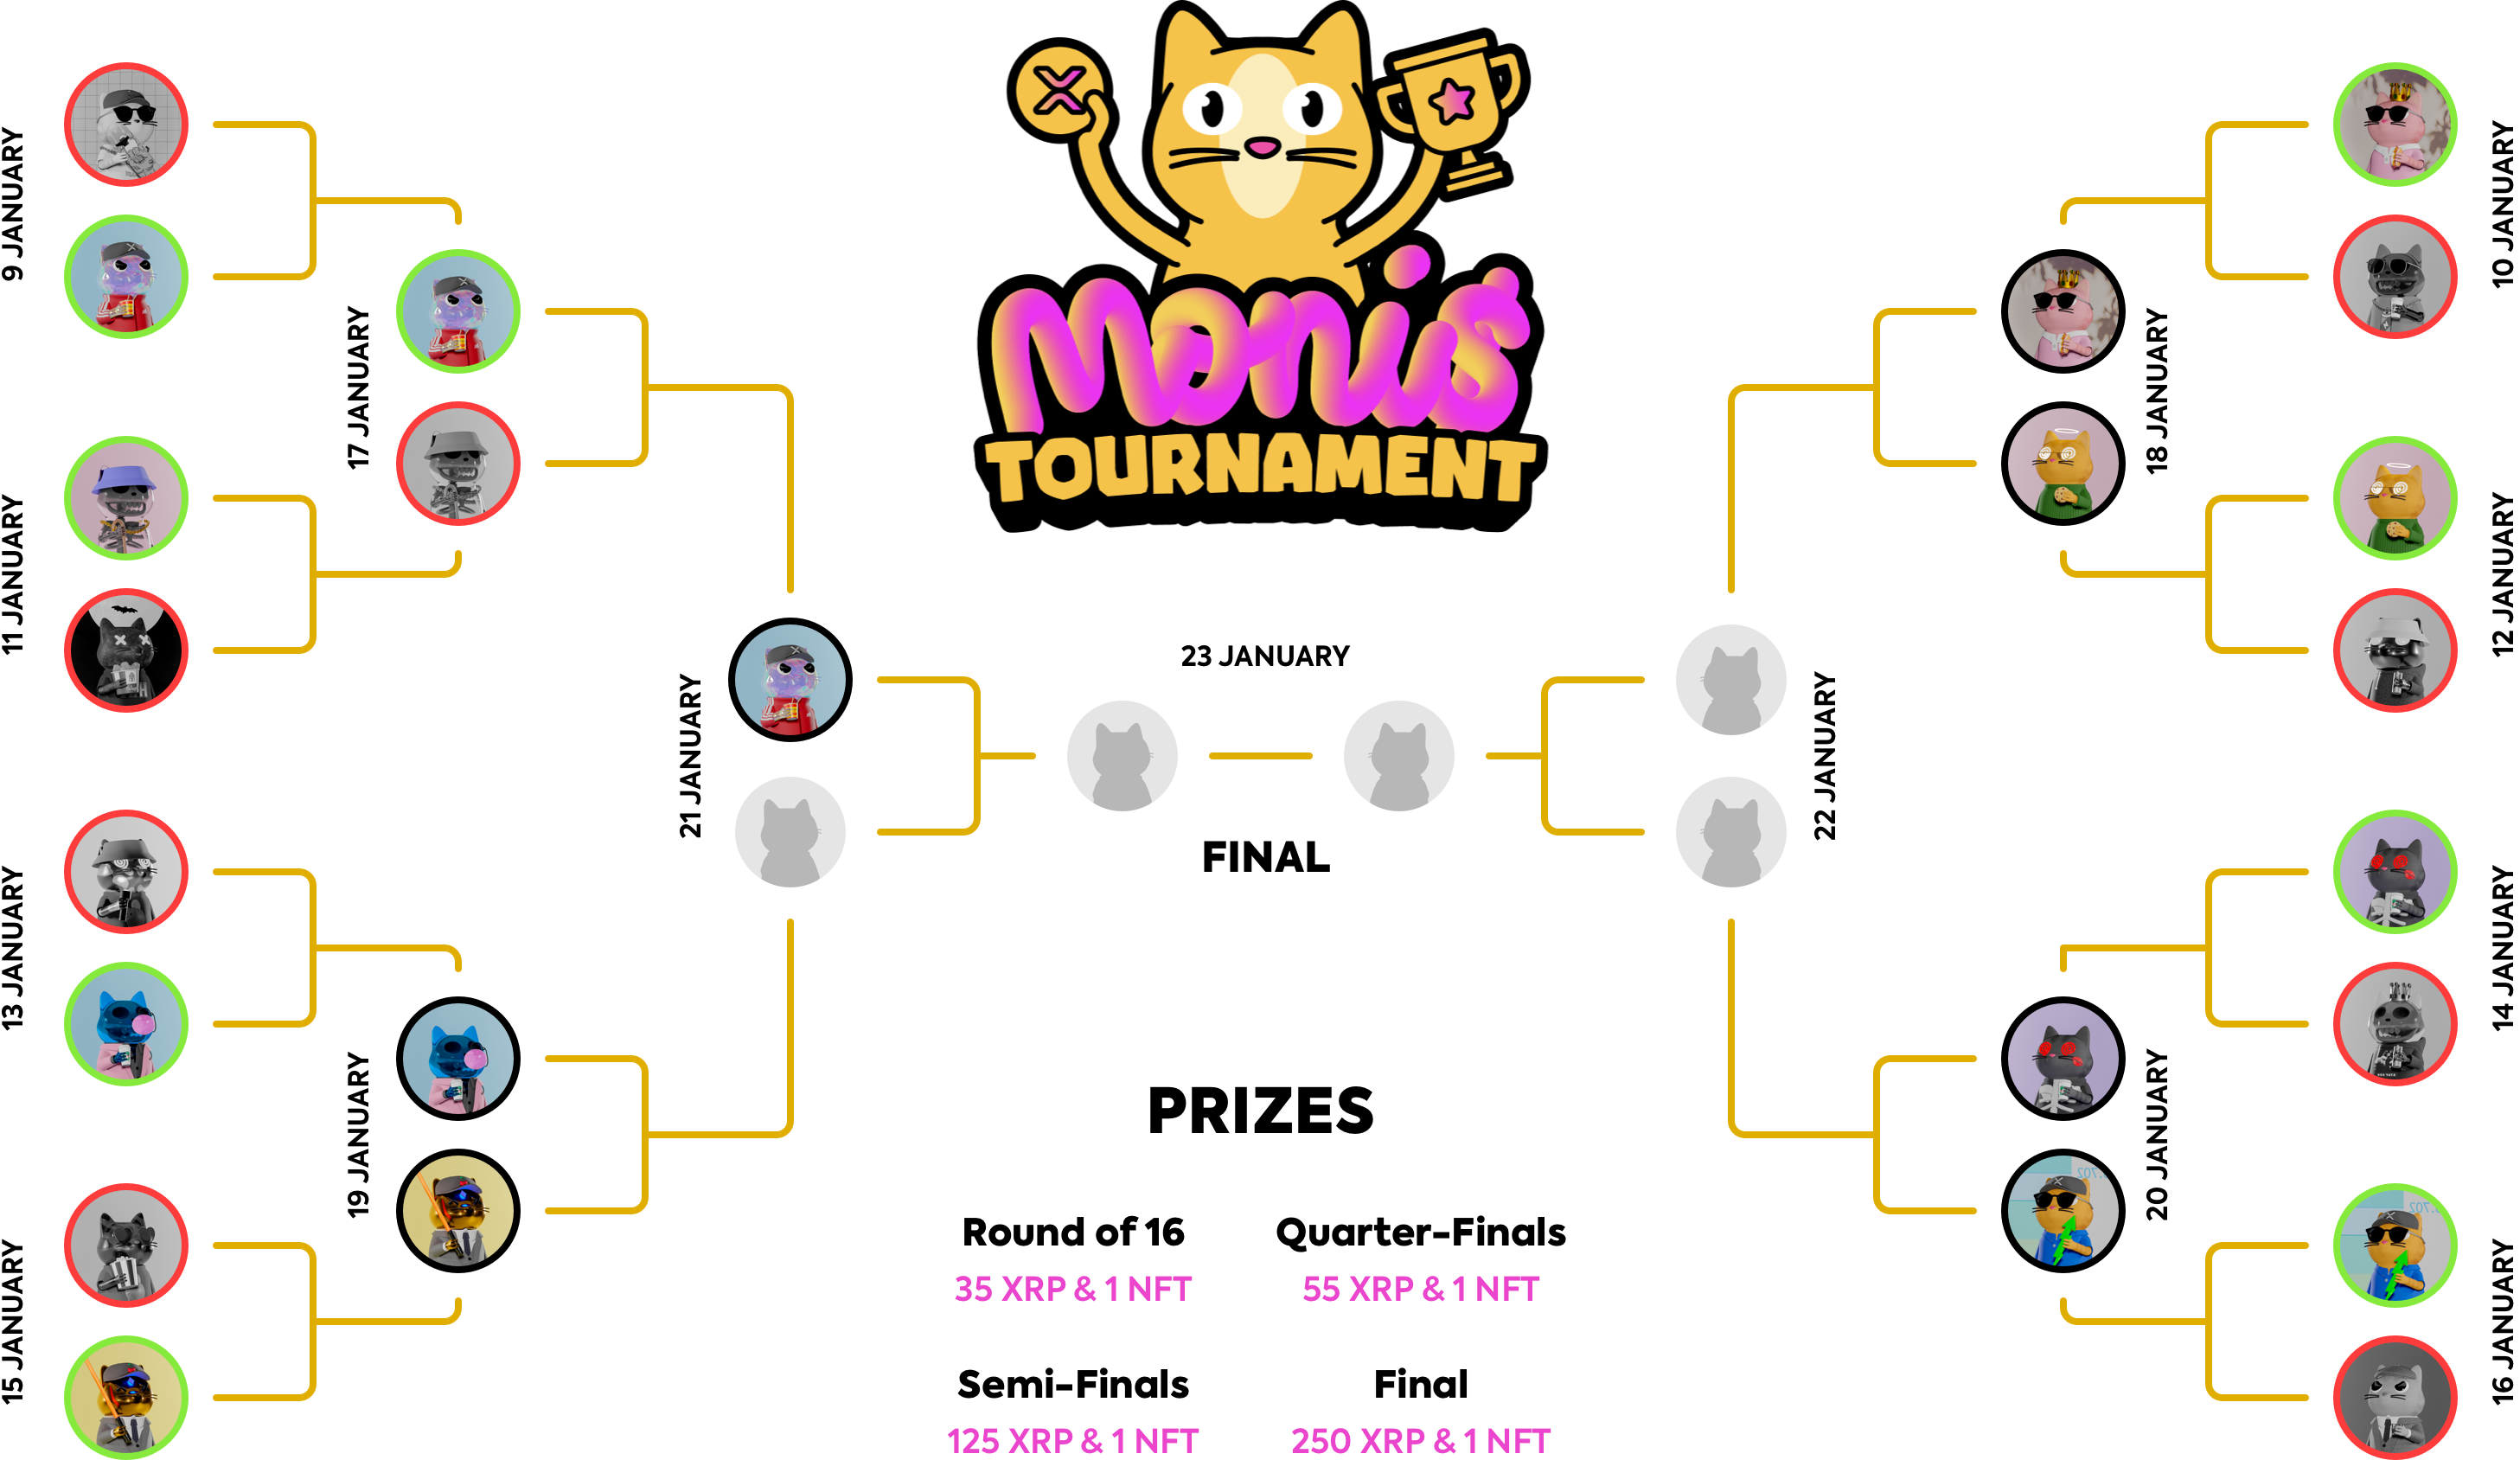 Monis
TOURNAMENT
9 JANUARY
11 JANUARY
13 JANUARY
15 JANUARY
17 JANUARY
19 JANUARY
21 JANUARY
23 JANUARY
FINAL
22 JANUARY
18 JANUARY
20 JANUARY
10 JANUARY
12 JANUARY
14 JANUARY
16 JANUARY
PRIZES
Round of 16
35 XRP & 1 NFT
Quarter-Finals
55 XRP & 1 NFT
Semi-Finals
125 XRP & 1 NFT
Final
250 XRP & 1 NFT